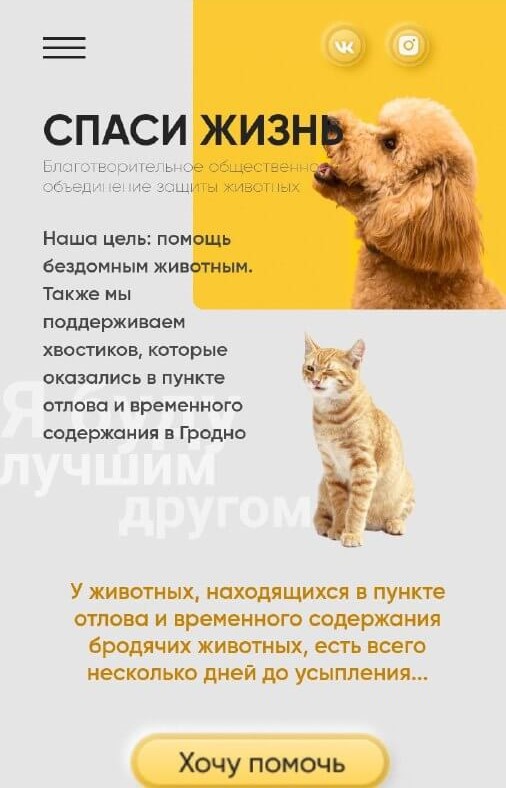 СПАСИ ЖИЗНЬ
Благотворительное общественное
объединение защиты животных
Наша цель: помощь
бездомным животным.
Также мы
поддерживаем
хвостиков, которые
оказались в пункте
отлова и временного
содержания в Гродно
Я буду
лучшим
другом
У животных, находящихся в пункте
отлова и временного содержания
бродячих животных, есть всего
несколько дней до усыпления...
Хочу помочь